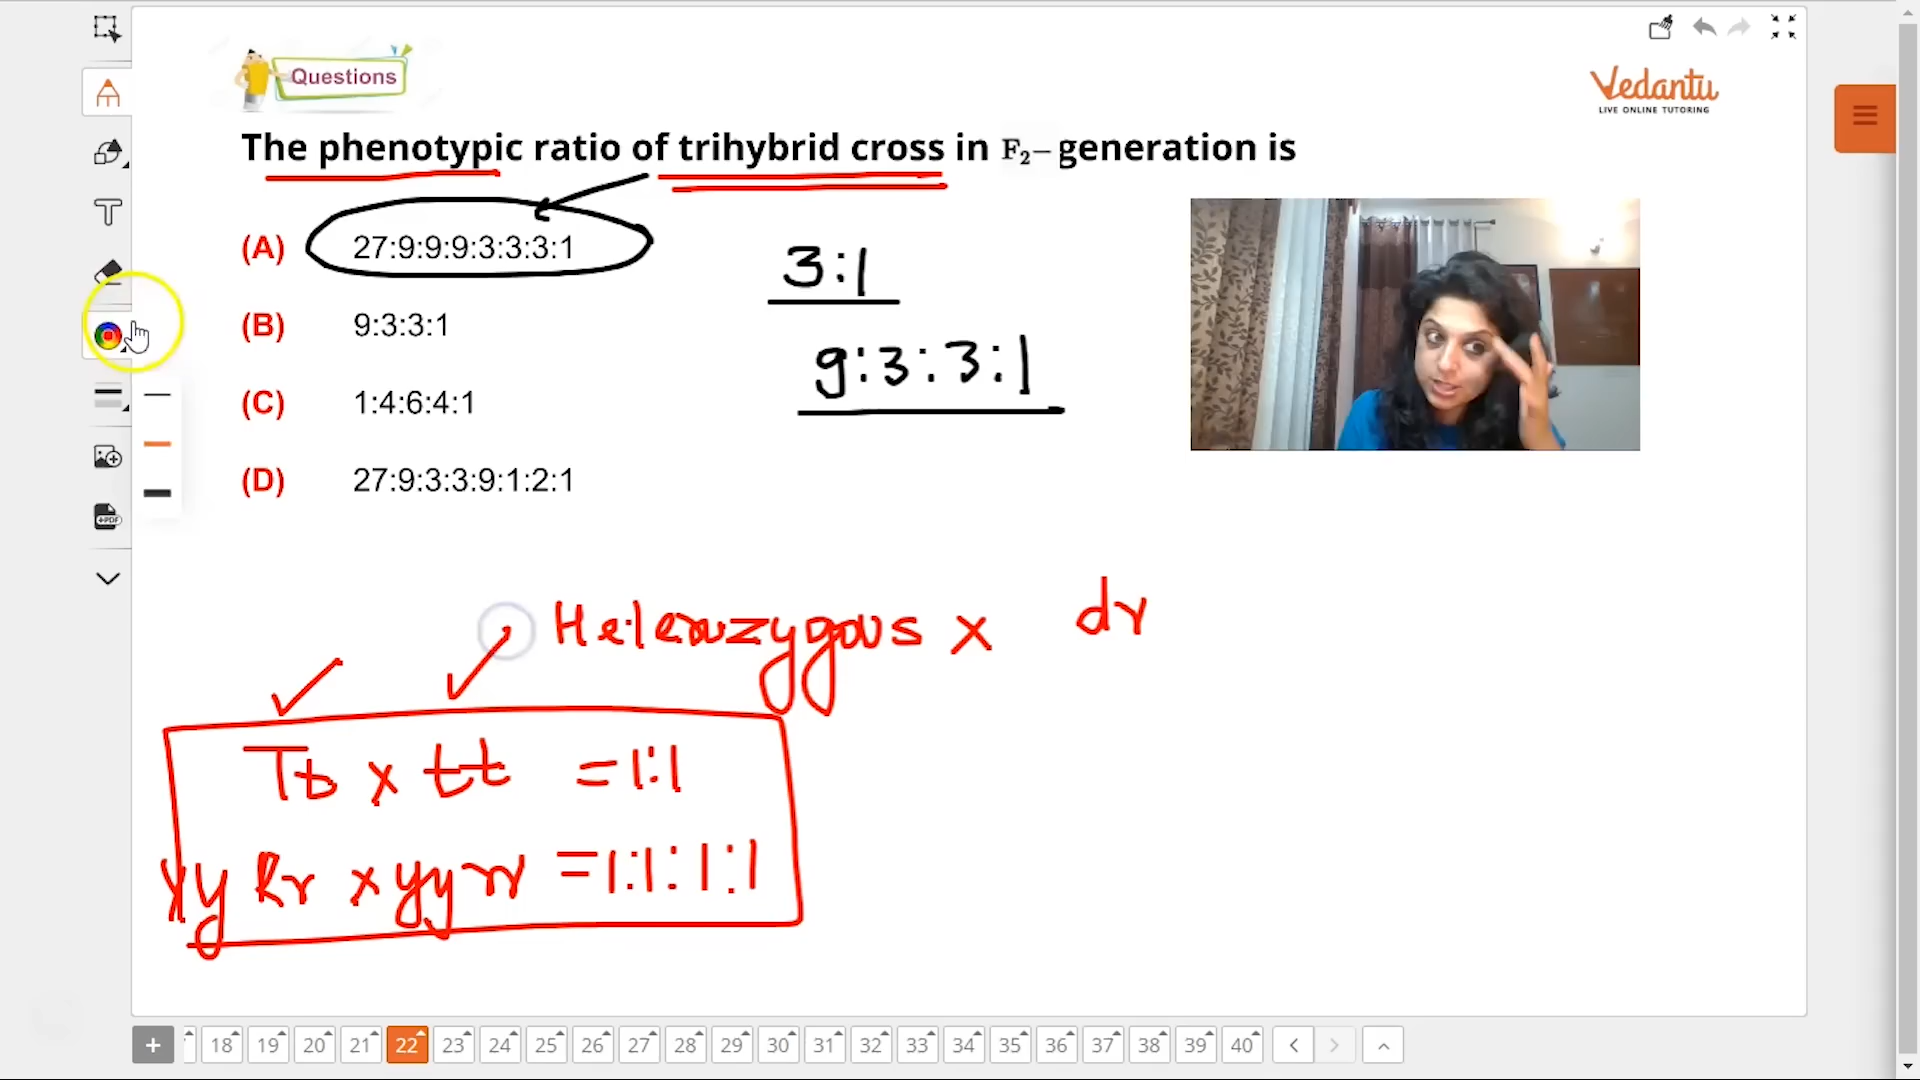 Questions
Vedantu
LIVE ONLINE TUTORING
The phenotypic ratio of trihybrid cross in F₂− generation is
(A) 27:9:9:9:3:3:3:1
(B) 9:3:3:1
(C) 1:4:6:4:1
(D) 27:9:3:3:9:1:2:1
3:1
9:3:3:1
Heterozygous x dr
Tt x tt = 1:1
Yy Rr x yy rr = 1:1:1:1
+PDF
18 19 20 21 22 23 24 25 26 27 28 29 30 31 32 33 34 35 36 37 38 39 40